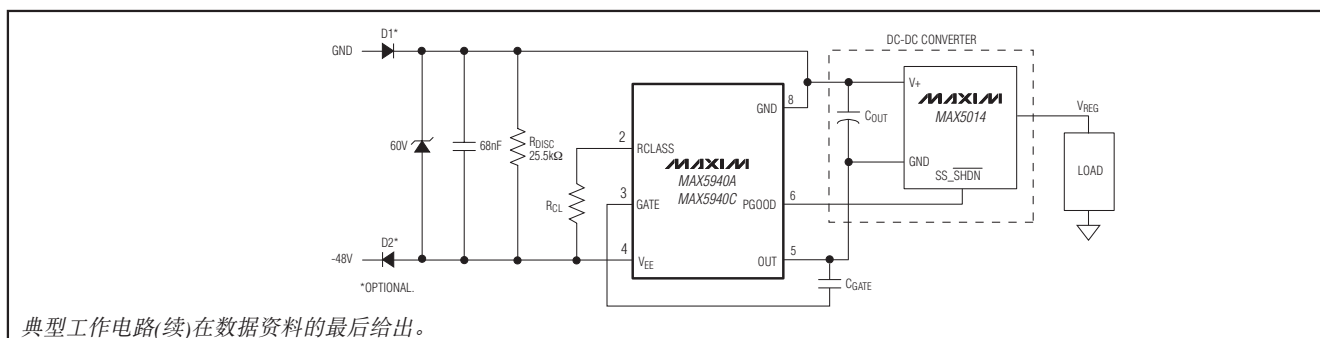 DC-DC CONVERTER
GND
D1*
60V
68nF
RDISC
25.5kΩ
RCL
2
RCLASS
3
GATE
4
VEE
MAXIM
MAX5940A
MAX5940C
GND
8
PGOOD
6
OUT
5
CGATE
COUT
V+
MAXIM
MAX5014
GND
SS_SHDN
VREG
LOAD
-48V
D2*
*OPTIONAL.
典型工作电路(续)在数据资料的最后给出。